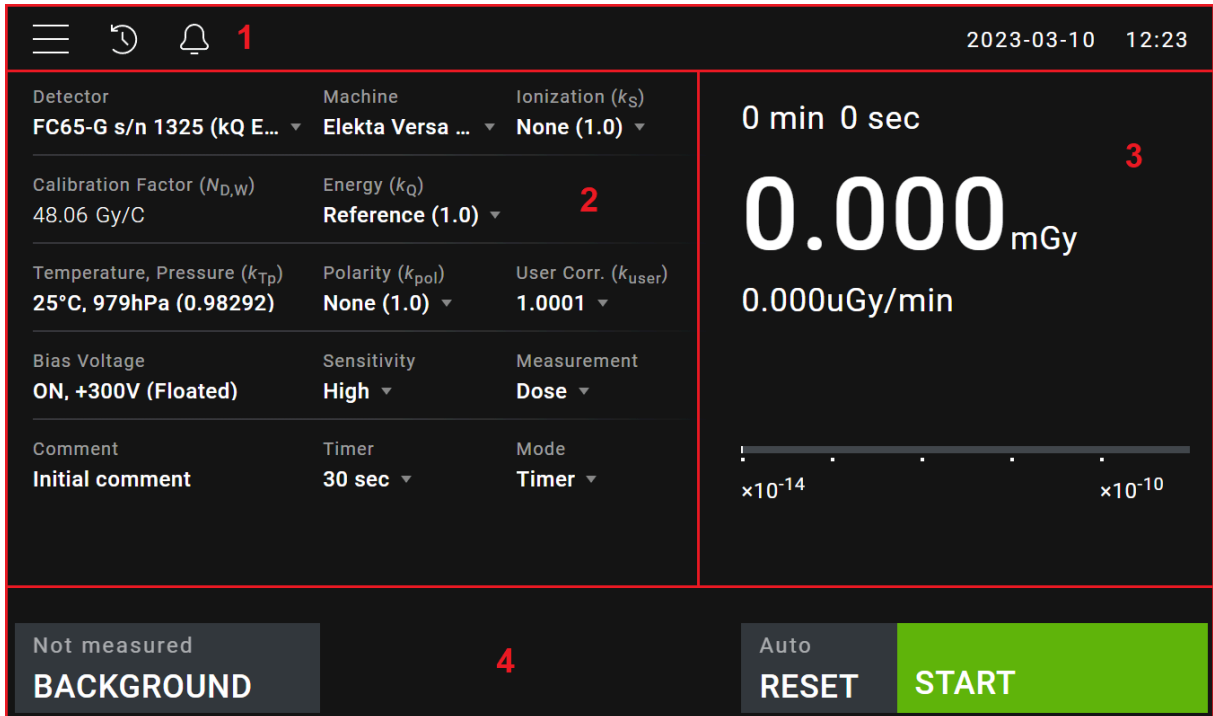 1
2023-03-10 12:23
Detector Machine Ionization (kS)
FC65-G s/n 1325 (kQ E... Elekta Versa ... None (1.0)
Calibration Factor (ND,W) Energy (kQ)
48.06 Gy/C Reference (1.0)
2
Temperature, Pressure (kTp) Polarity (kpol) User Corr. (kuser)
25°C, 979hPa (0.98292) None (1.0) 1.0001
Bias Voltage Sensitivity Measurement
ON, +300V (Floated) High Dose
Comment Timer Mode
Initial comment 30 sec Timer
0 min 0 sec
3
0.000 mGy
0.000uGy/min
×10-14 ×10-10
Not measured
BACKGROUND
4
Auto
RESET
START